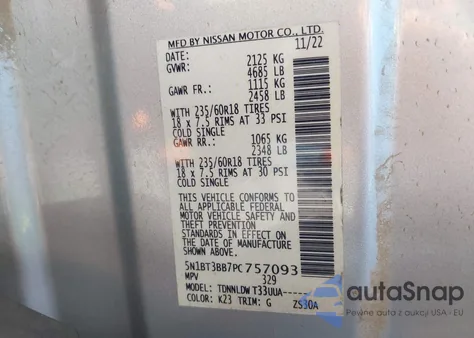 MFD BY NISSAN MOTOR CO., LTD
DATE: 11/22
GVWR: 2125 KG
4685 LB
GAWR FR.: 1115 KG
2458 LB
WITH 235/60R18 TIRES
18 x 7.5 RIMS AT 33 PSI
COLD SINGLE
GAWR RR.: 1065 KG
2348 LB
WITH 235/60R18 TIRES
18 x 7.5 RIMS AT 30 PSI
COLD SINGLE
THIS VEHICLE CONFORMS TO
ALL APPLICABLE FEDERAL
MOTOR VEHICLE SAFETY AND
THEFT PREVENTION
STANDARDS IN EFFECT ON
THE DATE OF MANUFACTURE
SHOWN ABOVE.
5N1BT3BB7PC757093
MPV 329
MODEL: TDNNLDW T33UUA-----
COLOR: K23 TRIM: G ZS30A
autoSnap
Pewne auta z aukcji USA - EU